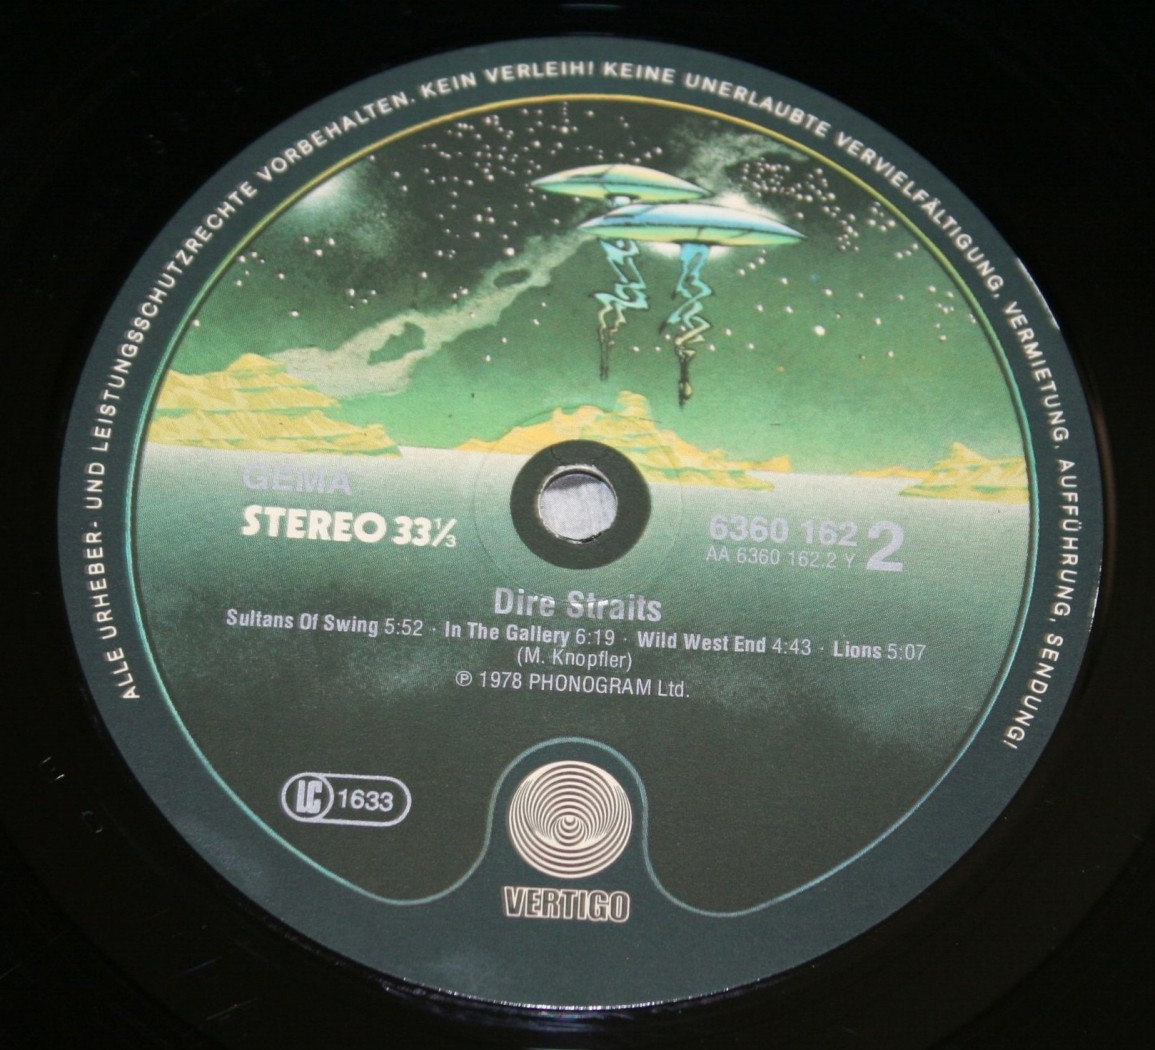 ALLE URHEBER- UND LEISTUNGSSCHUTZRECHTE VORBEHALTEN. KEIN VERLEIH! KEINE UNERLAUBTE VERVIELFÄLTIGUNG, VERMIETUNG, AUFFÜHRUNG, SENDUNG!
GEMA
STEREO 33⅓
6360 162 2
AA 6360 162.2 Y
Dire Straits
Sultans Of Swing 5:52 · In The Gallery 6:19 · Wild West End 4:43 · Lions 5:07
(M. Knopfler)
℗ 1978 PHONOGRAM Ltd.
LC 1633
VERTIGO